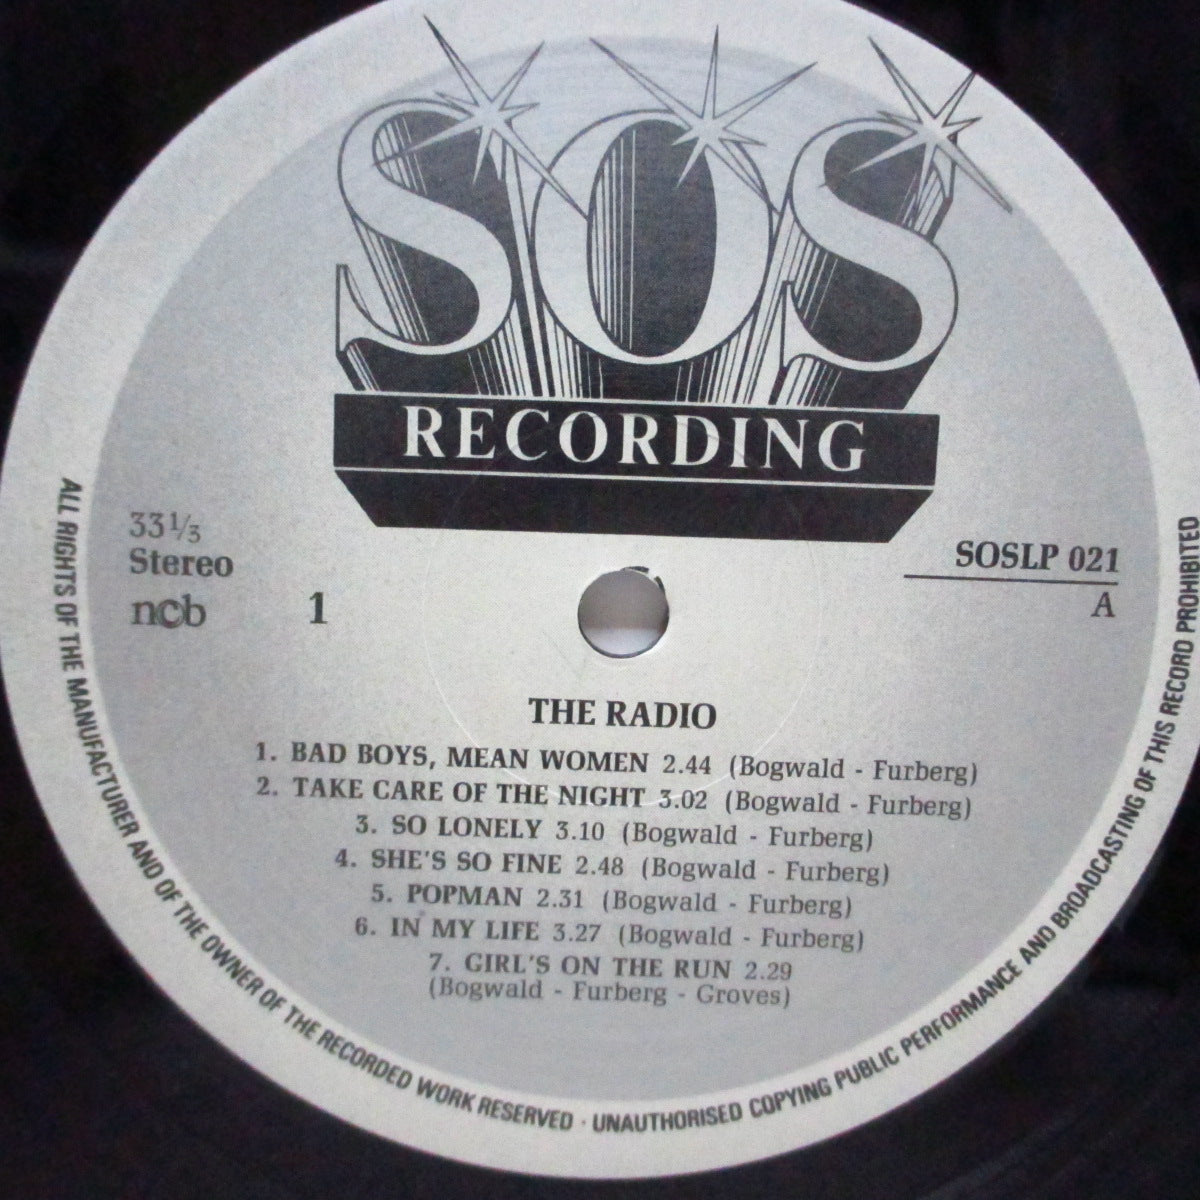 SOS
RECORDING
33⅓
Stereo
ncb
1
SOSLP 021
A
THE RADIO
1. BAD BOYS, MEAN WOMEN 2.44 (Bogwald - Furberg)
2. TAKE CARE OF THE NIGHT 3.02 (Bogwald - Furberg)
3. SO LONELY 3.10 (Bogwald - Furberg)
4. SHE'S SO FINE 2.48 (Bogwald - Furberg)
5. POPMAN 2.31 (Bogwald - Furberg)
6. IN MY LIFE 3.27 (Bogwald - Furberg)
7. GIRL'S ON THE RUN 2.29
(Bogwald - Furberg - Groves)
ALL RIGHTS OF THE MANUFACTURER AND OF THE OWNER OF THE RECORDED WORK RESERVED · UNAUTHORISED COPYING PUBLIC PERFORMANCE AND BROADCASTING OF THIS RECORD PROHIBITED